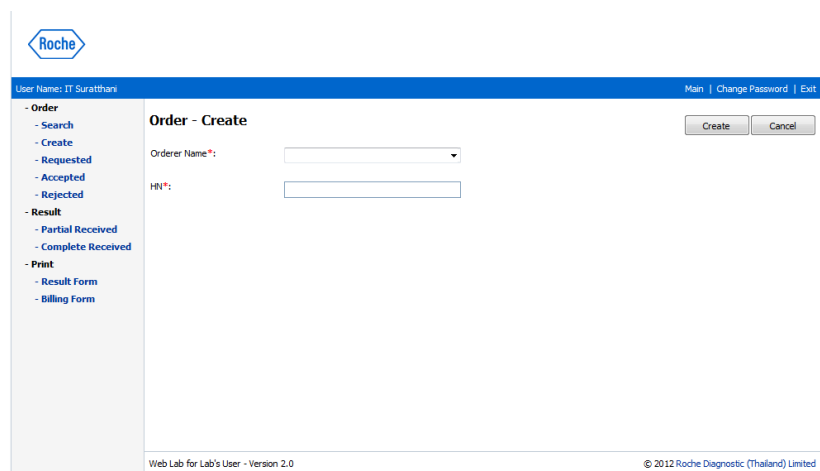 Roche
User Name: IT Suratthani
Main | Change Password | Exit
- Order
- Search
- Create
- Requested
- Accepted
- Rejected
- Result
- Partial Received
- Complete Received
- Print
- Result Form
- Billing Form
Order - Create
Create Cancel
Orderer Name*:
HN*:
Web Lab for Lab's User - Version 2.0
© 2012 Roche Diagnostic (Thailand) Limited